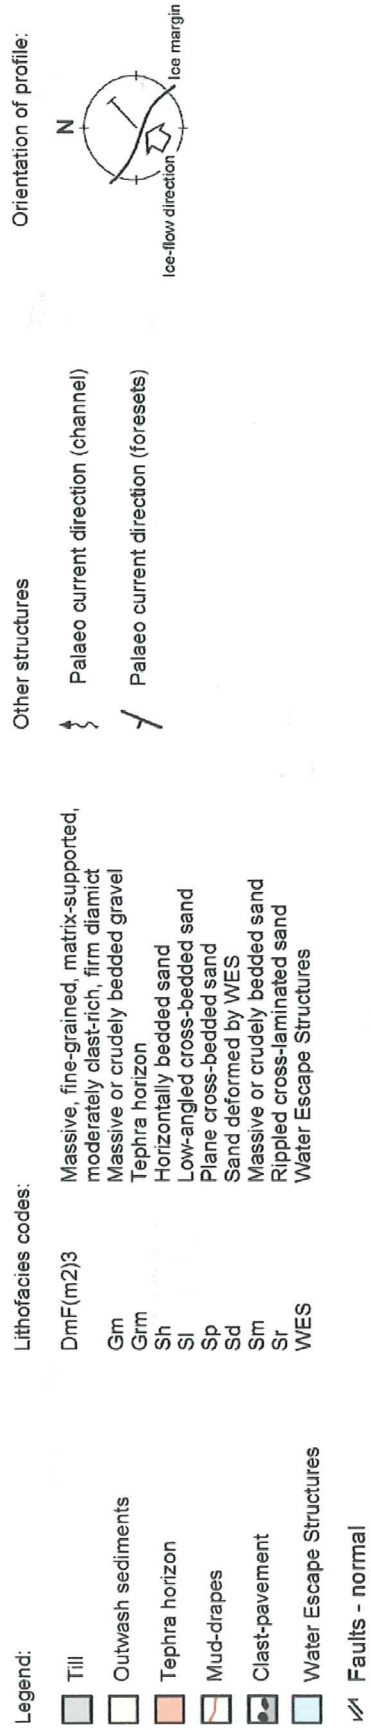 Legend:
Till
Outwash sediments
Tephra horizon
Mud-drapes
Clast-pavement
Water Escape Structures
Faults - normal
Lithofacies codes:
DmF(m2)3 Massive, fine-grained, matrix-supported,
moderately clast-rich, firm diamict
Gm Massive or crudely bedded gravel
Grm Tephra horizon
Sh Horizontally bedded sand
Sl Low-angled cross-bedded sand
Sp Plane cross-bedded sand
Sd Sand deformed by WES
Sm Massive or crudely bedded sand
Sr Rippled cross-laminated sand
WES Water Escape Structures
Other structures
Palaeo current direction (channel)
Palaeo current direction (foresets)
Orientation of profile:
N
Ice margin
Ice-flow direction